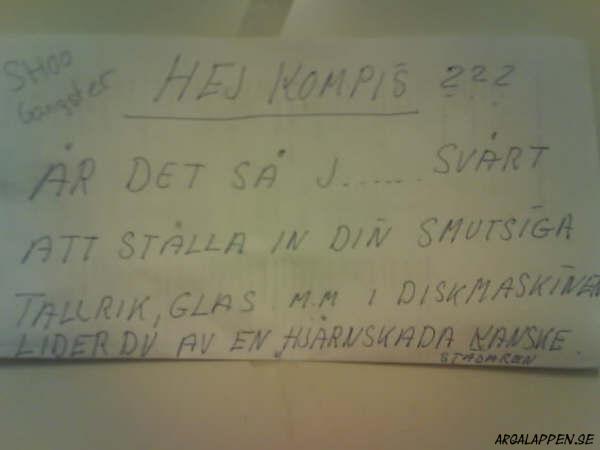 SHOO
Gangster
HEJ KOMPIS ???
ÄR DET SÅ J...... SVÅRT
ATT STÄLLA IN DIN SMUTSIGA
TALLRIK, GLAS M.M I DISKMASKINEN
LIDER DU AV EN HJÄRNSKADA KANSKE.
STÄDAREN
ARGALAPPEN.SE